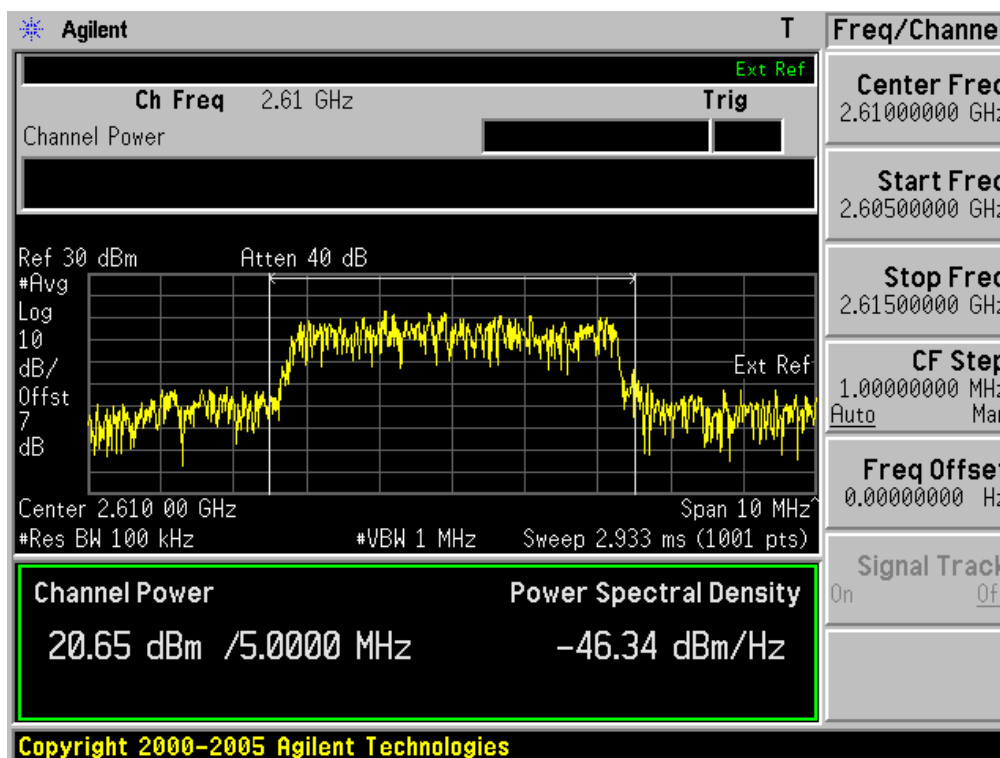 Agilent T
Freq/Channe
Ext Ref
Ch Freq 2.61 GHz Trig
Channel Power
Center Freq
2.61000000 GHz
Start Freq
2.60500000 GHz
Stop Freq
2.61500000 GHz
CF Step
1.00000000 MHz
Auto Man
Freq Offset
0.00000000 Hz
Signal Track
On Of
Ref 30 dBm Atten 40 dB
#Avg
Log
10
dB/
Offst
7
dB
Ext Ref
Center 2.610 00 GHz Span 10 MHz^
#Res BW 100 kHz #VBW 1 MHz Sweep 2.933 ms (1001 pts)
Channel Power Power Spectral Density
20.65 dBm /5.0000 MHz -46.34 dBm/Hz
Copyright 2000-2005 Agilent Technologies